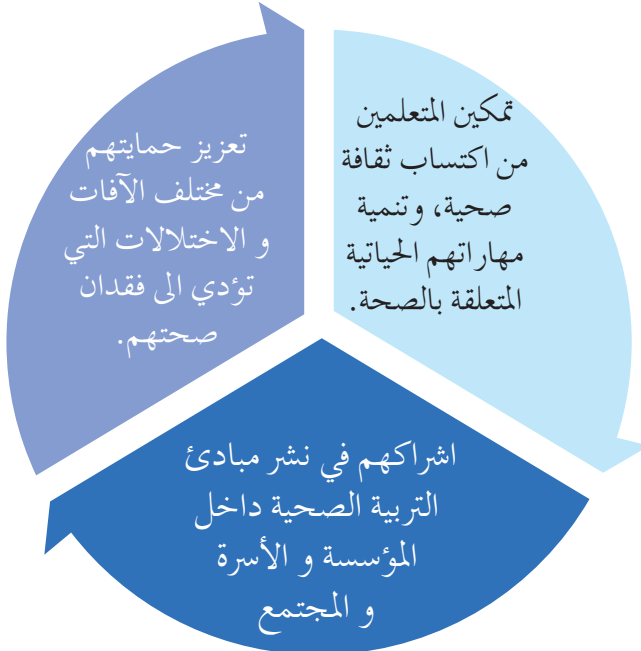 تمكين المتعلمين
من اكتساب ثقافة
صحية، وتنمية
مهاراتهم الحياتية
المتعلقة بالصحة.
اشراكهم في نشر مبادئ
التربية الصحية داخل
المؤسسة و الأسرة
و المجتمع
تعزيز حمايتهم
من مختلف الآفات
و الاختلالات التي
تؤدي الى فقدان
صحتهم.